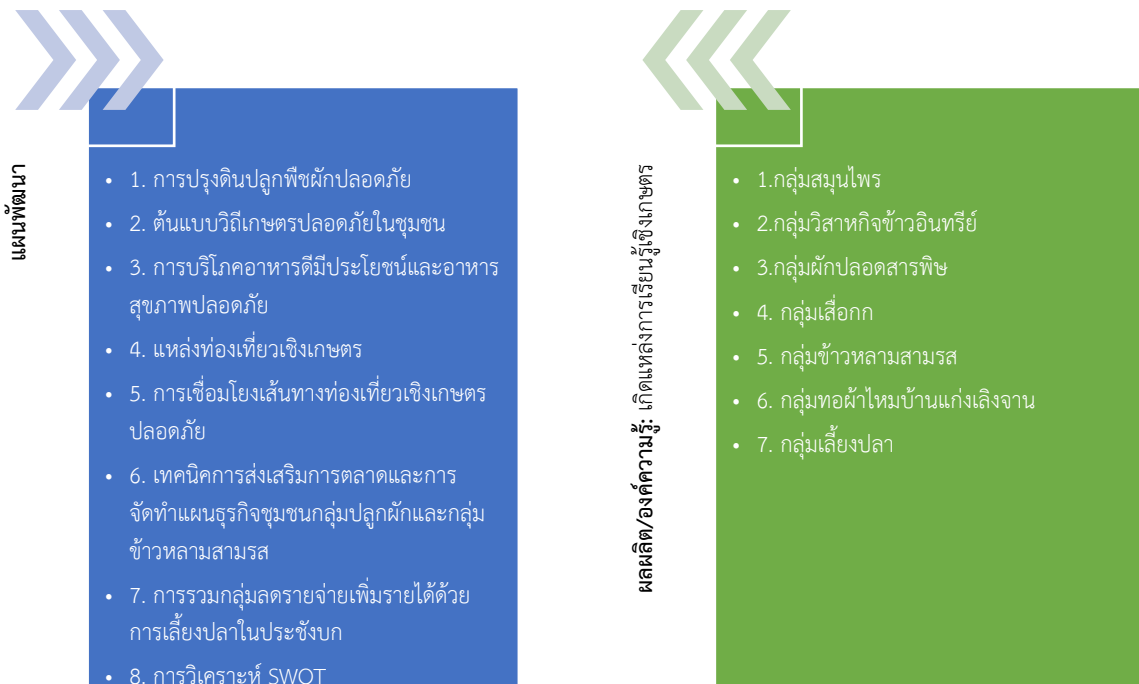 แผนพัฒนา
• 1. การปรุงดินปลูกพืชผักปลอดภัย
• 2. ต้นแบบวิถีเกษตรปลอดภัยในชุมชน
• 3. การบริโภคอาหารดีมีประโยชน์และอาหาร
สุขภาพปลอดภัย
• 4. แหล่งท่องเที่ยวเชิงเกษตร
• 5. การเชื่อมโยงเส้นทางท่องเที่ยวเชิงเกษตร
ปลอดภัย
• 6. เทคนิคการส่งเสริมการตลาดและการ
จัดทำแผนธุรกิจชุมชนกลุ่มปลูกผักและกลุ่ม
ข้าวหลามสามรส
• 7. การรวมกลุ่มลดรายจ่ายเพิ่มรายได้ด้วย
การเลี้ยงปลาในประชังบก
• 8. การวิเคราะห์ SWOT
ผลผลิต/องค์ความรู้: เกิดแหล่งการเรียนรู้เชิงเกษตร
• 1.กลุ่มสมุนไพร
• 2.กลุ่มวิสาหกิจข้าวอินทรีย์
• 3.กลุ่มผักปลอดสารพิษ
• 4. กลุ่มเสื่อกก
• 5. กลุ่มข้าวหลามสามรส
• 6. กลุ่มทอผ้าไหมบ้านแก่งเลิงจาน
• 7. กลุ่มเลี้ยงปลา